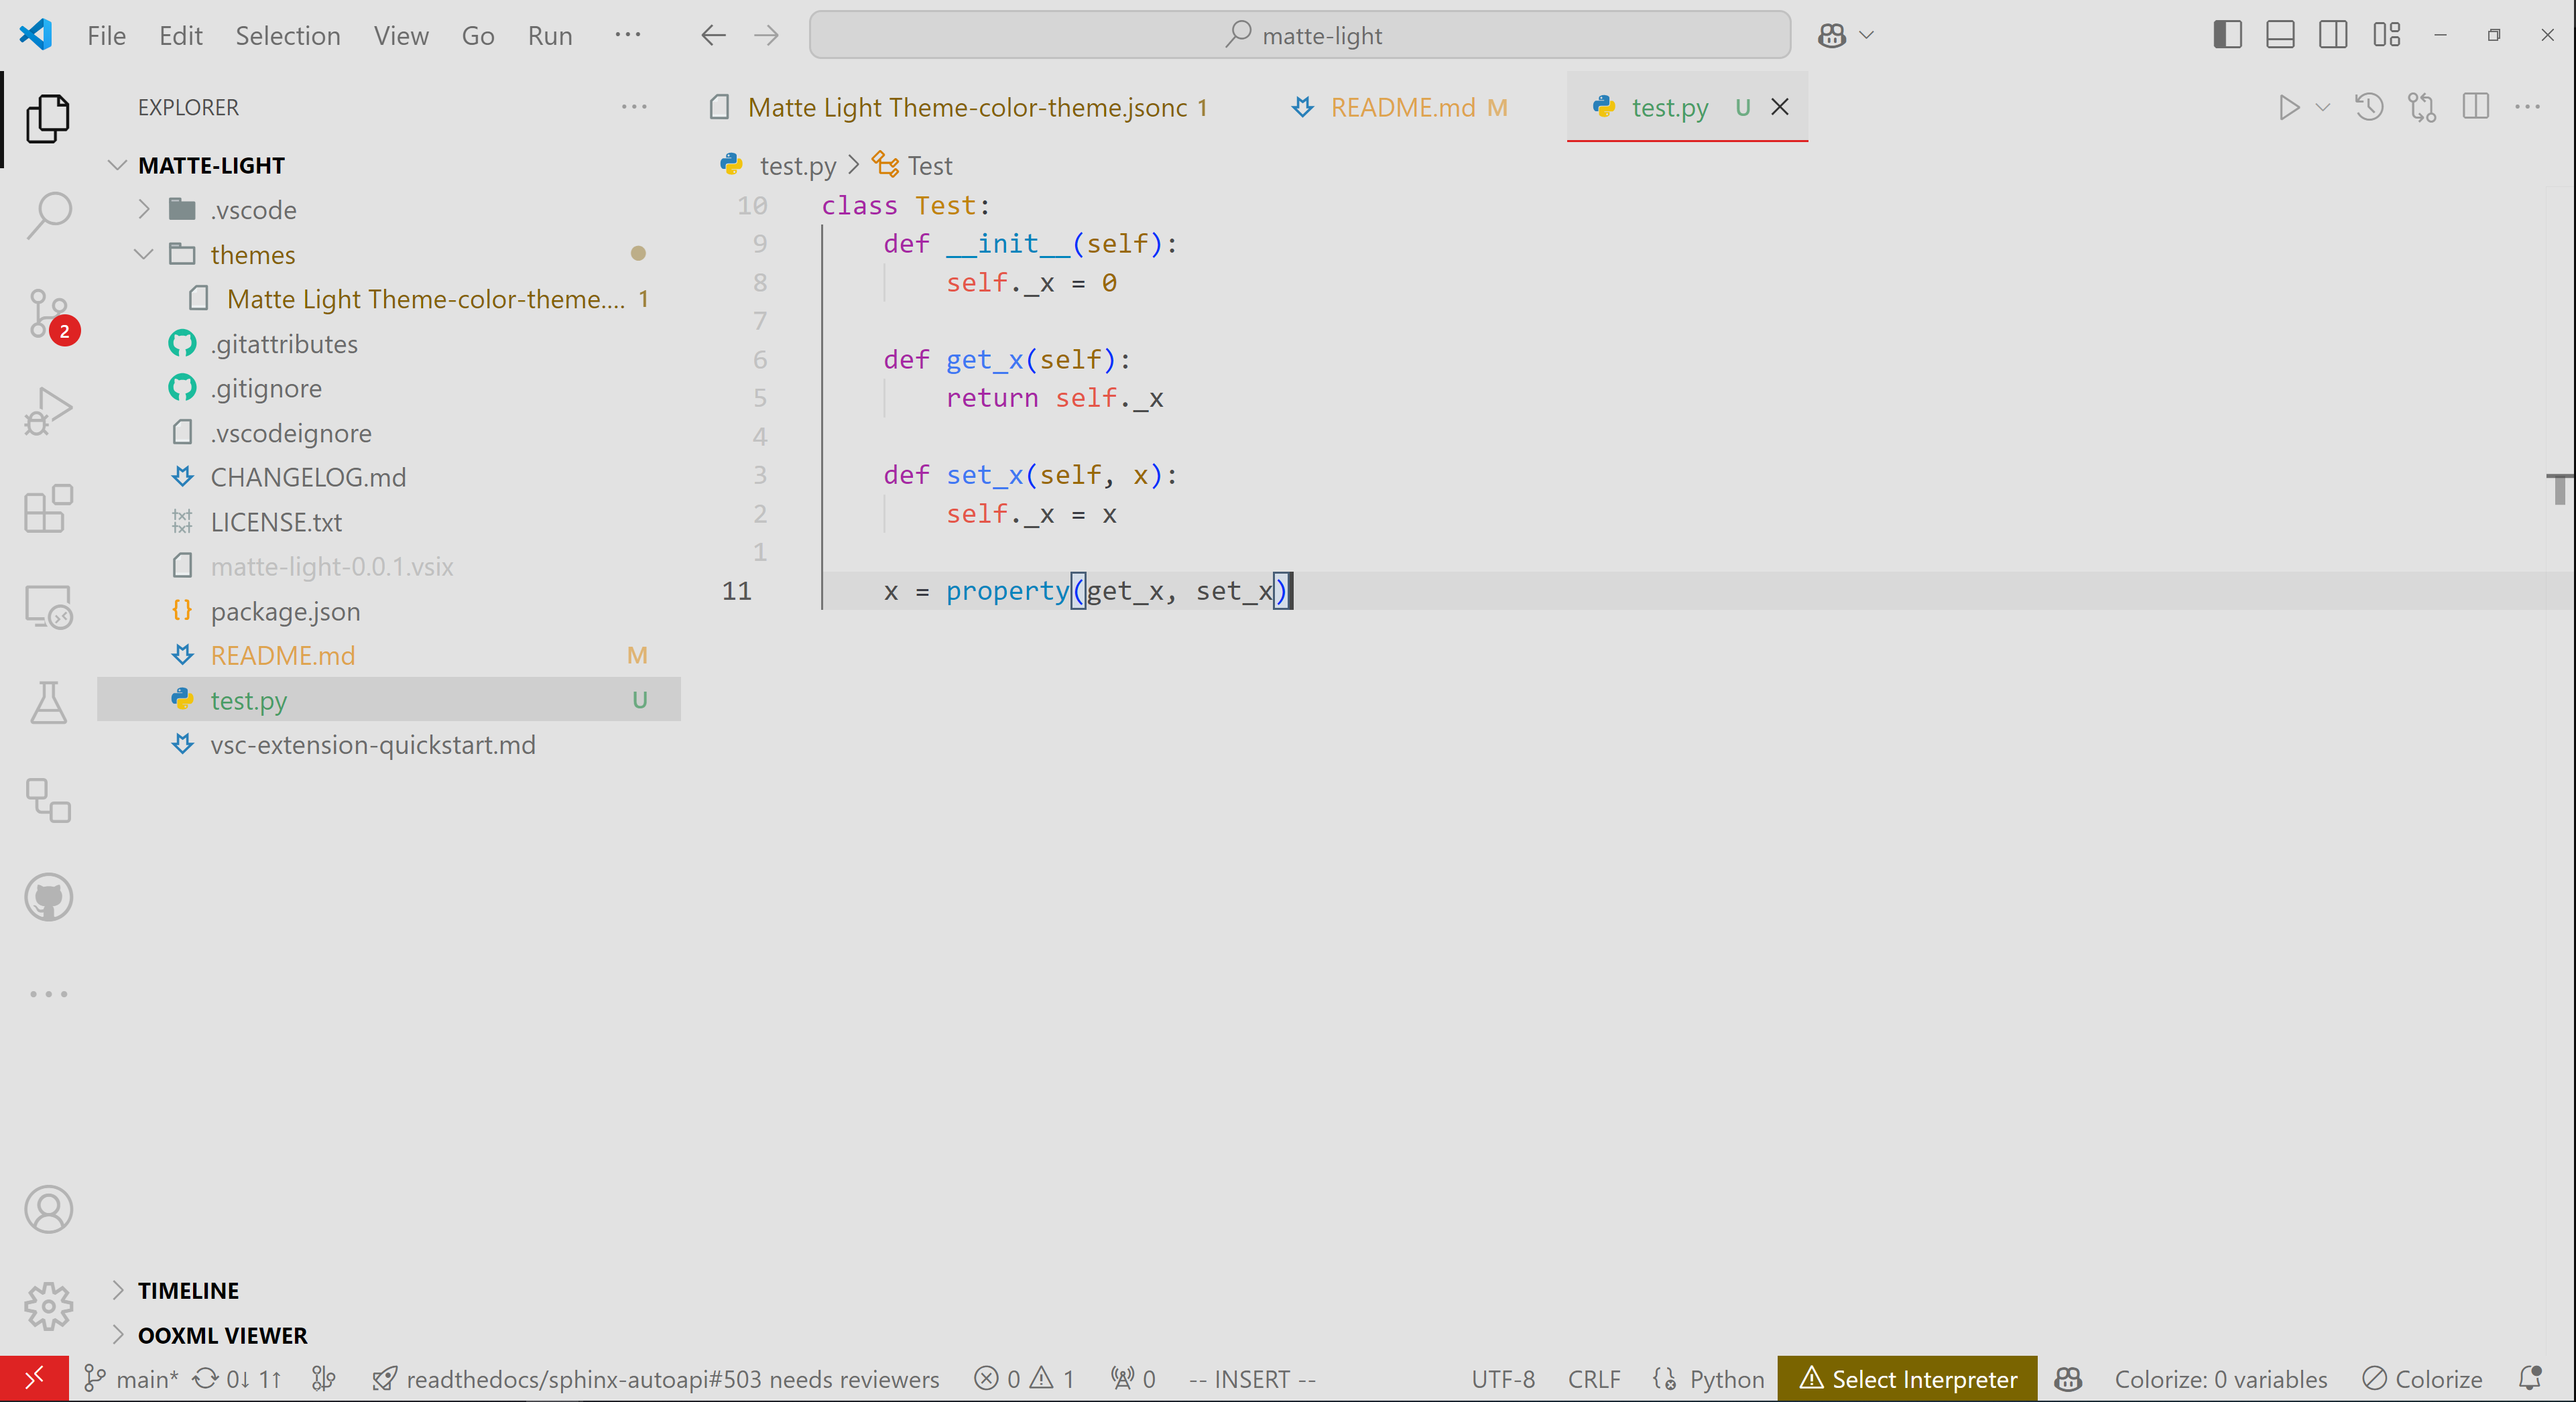 File Edit Selection View Go Run ··· matte-light
EXPLORER ···
MATTE-LIGHT
.vscode
themes
Matte Light Theme-color-theme.... 1
.gitattributes
.gitignore
.vscodeignore
CHANGELOG.md
LICENSE.txt
matte-light-0.0.1.vsix
package.json
README.md M
test.py U
vsc-extension-quickstart.md
TIMELINE
OOXML VIEWER
2
Matte Light Theme-color-theme.jsonc 1 README.md M test.py U
test.py > Test
10 class Test:
9 def __init__(self):
8 self._x = 0
7
6 def get_x(self):
5 return self._x
4
3 def set_x(self, x):
2 self._x = x
1
11 x = property(get_x, set_x)
main* 0↓ 1↑ readthedocs/sphinx-autoapi#503 needs reviewers 0 1 0 -- INSERT -- UTF-8 CRLF Python Select Interpreter Colorize: 0 variables Colorize